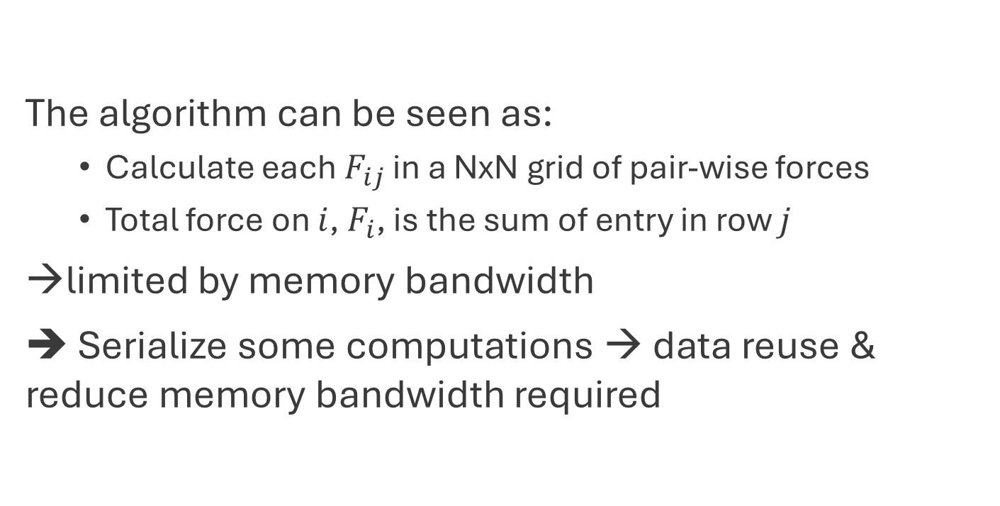 The algorithm can be seen as:
• Calculate each F_{ij} in a NxN grid of pair-wise forces
• Total force on i, F_i, is the sum of entry in row j
→limited by memory bandwidth
➔ Serialize some computations → data reuse &
reduce memory bandwidth required